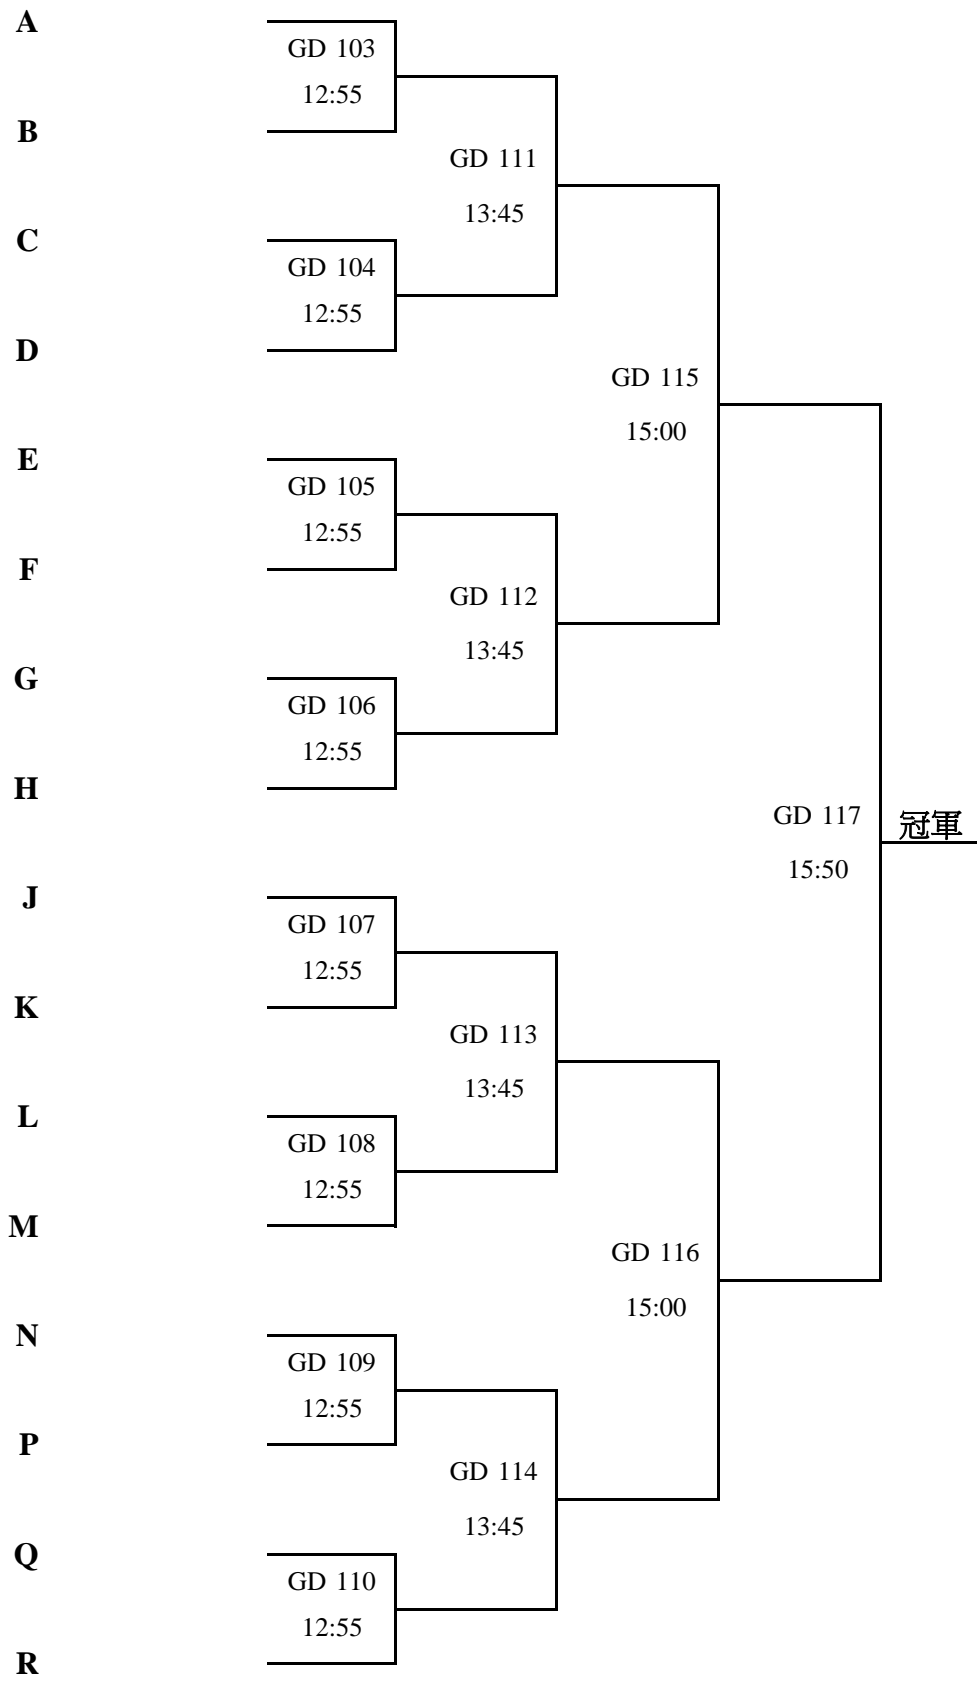 A
GD 103
12:55
B
GD 111
13:45
C
GD 104
12:55
D
GD 115
15:00
E
GD 105
12:55
F
GD 112
13:45
G
GD 106
12:55
H
GD 117
冠軍
15:50
J
GD 107
12:55
K
GD 113
13:45
L
GD 108
12:55
M
GD 116
15:00
N
GD 109
12:55
P
GD 114
13:45
Q
GD 110
12:55
R